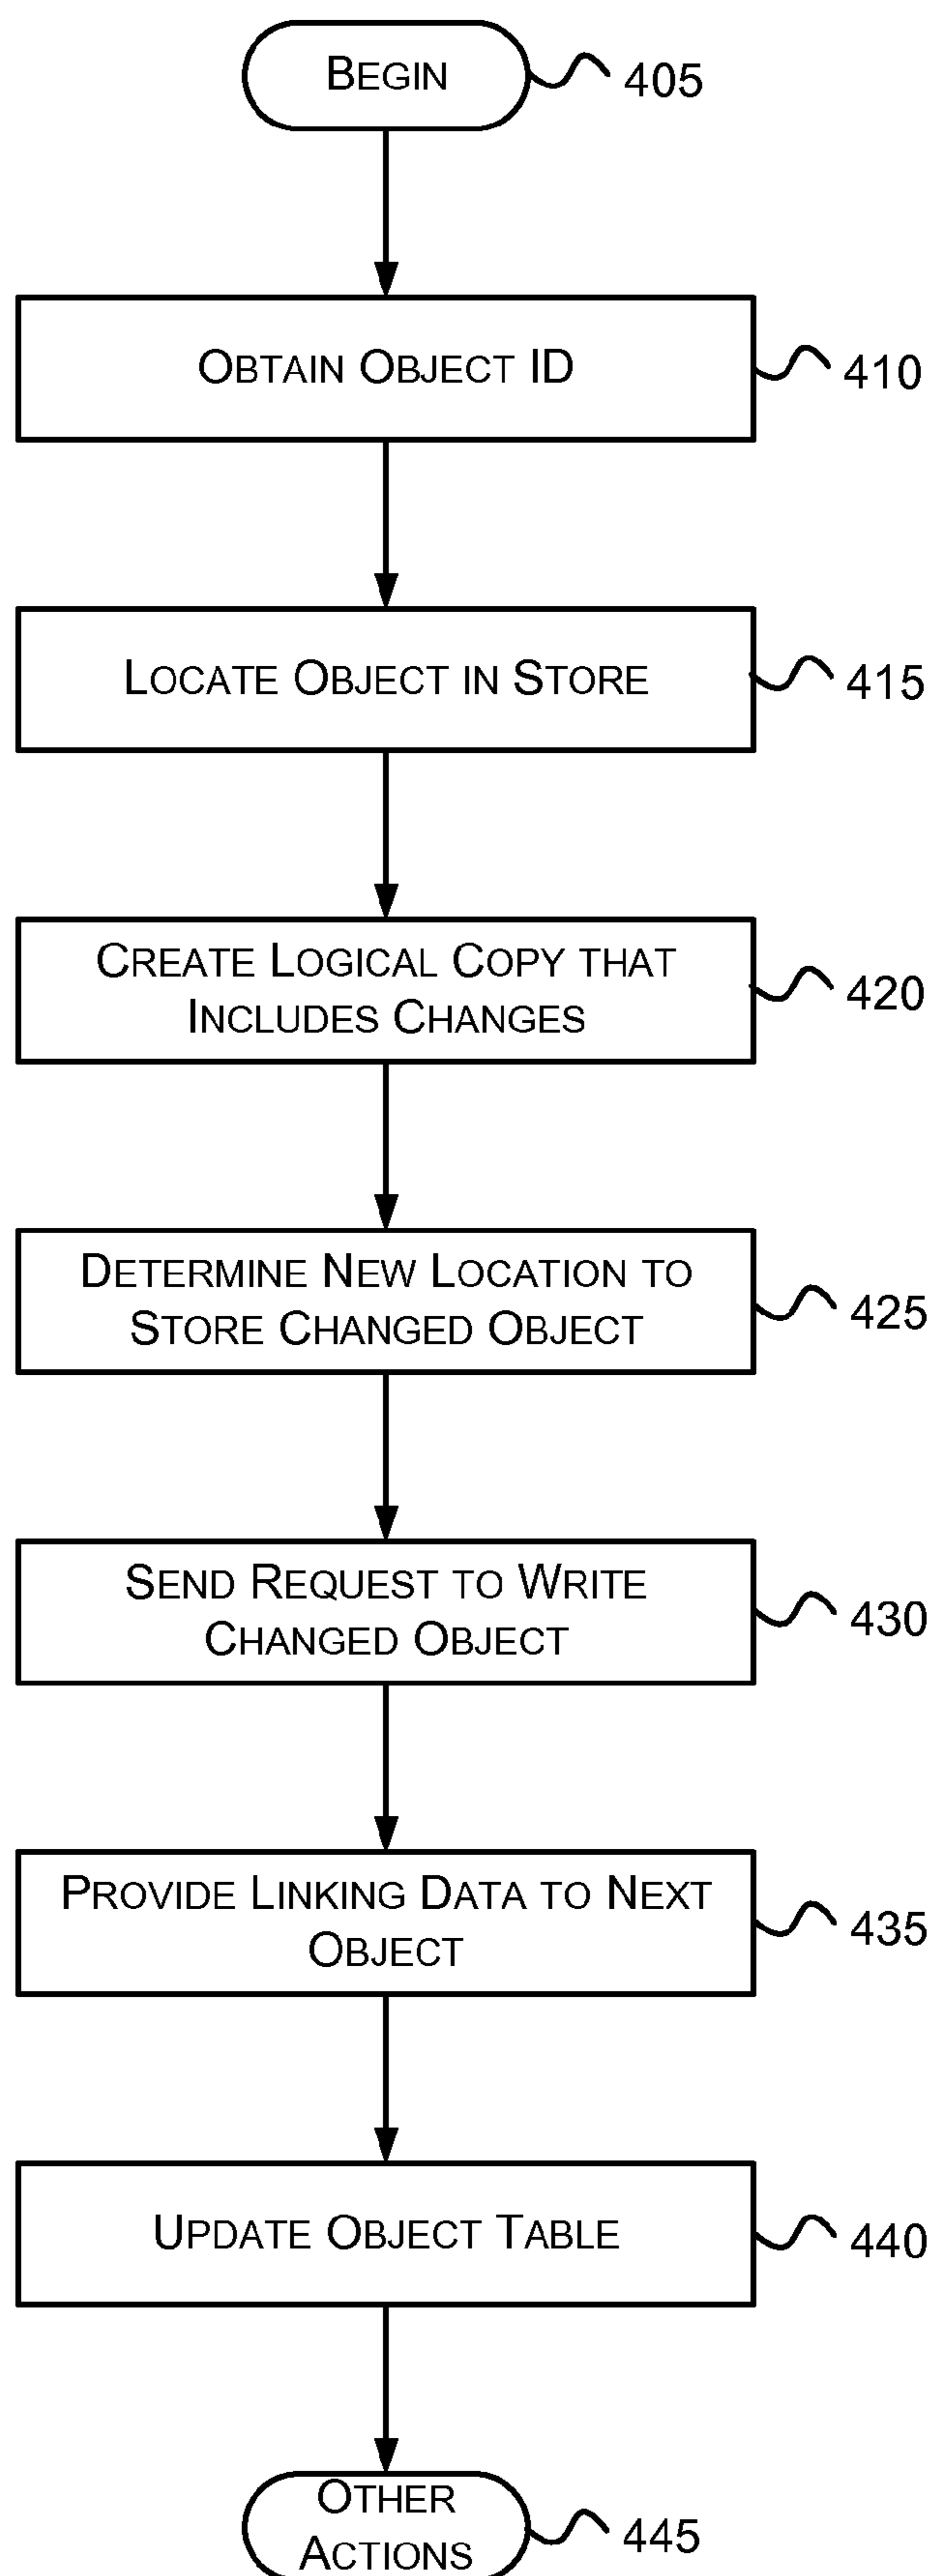 BEGIN
405
OBTAIN OBJECT ID
410
LOCATE OBJECT IN STORE
415
CREATE LOGICAL COPY THAT
INCLUDES CHANGES
420
DETERMINE NEW LOCATION TO
STORE CHANGED OBJECT
425
SEND REQUEST TO WRITE
CHANGED OBJECT
430
PROVIDE LINKING DATA TO NEXT
OBJECT
435
UPDATE OBJECT TABLE
440
OTHER
ACTIONS
445